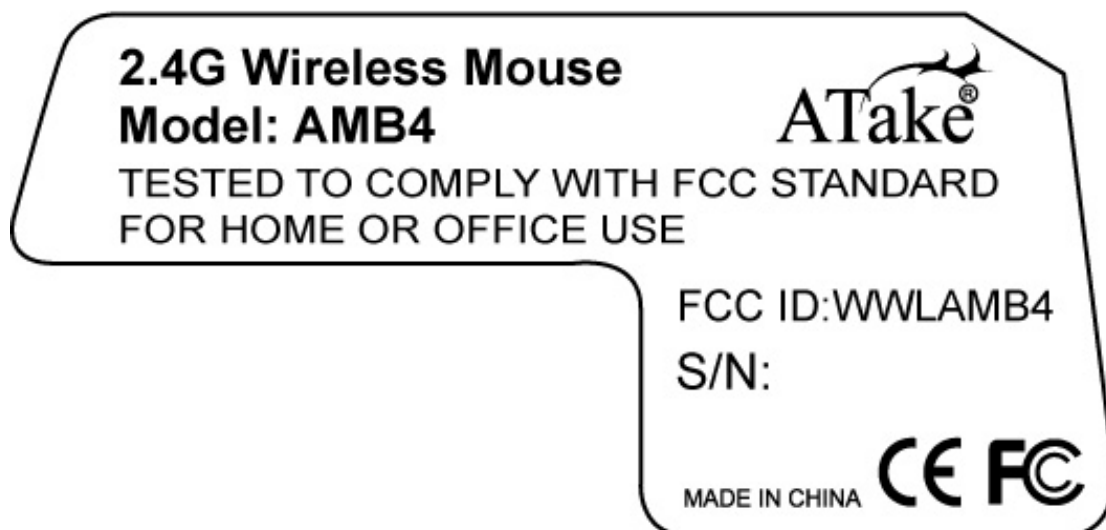 2.4G Wireless Mouse
Model: AMB4
ATake®
TESTED TO COMPLY WITH FCC STANDARD
FOR HOME OR OFFICE USE
FCC ID:WWLAMB4
S/N:
MADE IN CHINA CE FC